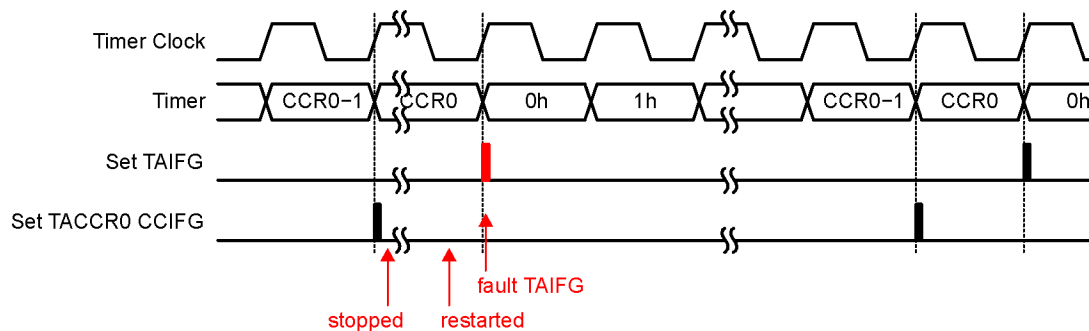 Timer Clock
Timer CCR0−1 CCR0 0h 1h CCR0−1 CCR0 0h
Set TAIFG
Set TACCR0 CCIFG
fault TAIFG
stopped restarted